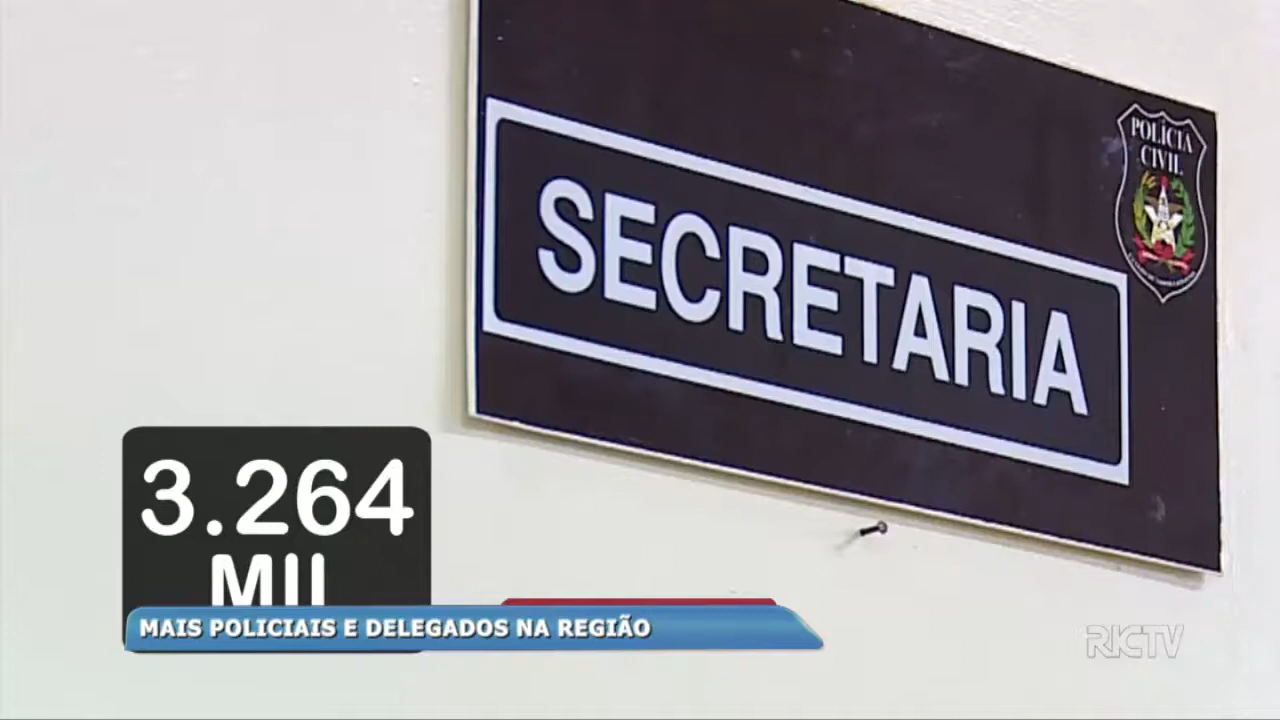 POLÍCIA
CIVIL
SECRETARIA
3.264
MIL
MAIS POLICIAIS E DELEGADOS NA REGIÃO
RICTV